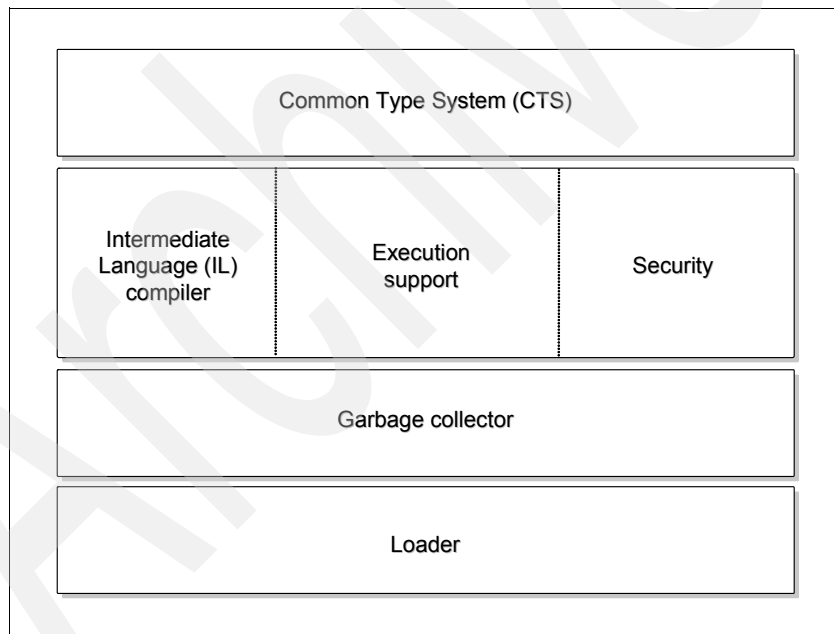 Common Type System (CTS)
Intermediate
Language (IL)
compiler
Execution
support
Security
Garbage collector
Loader